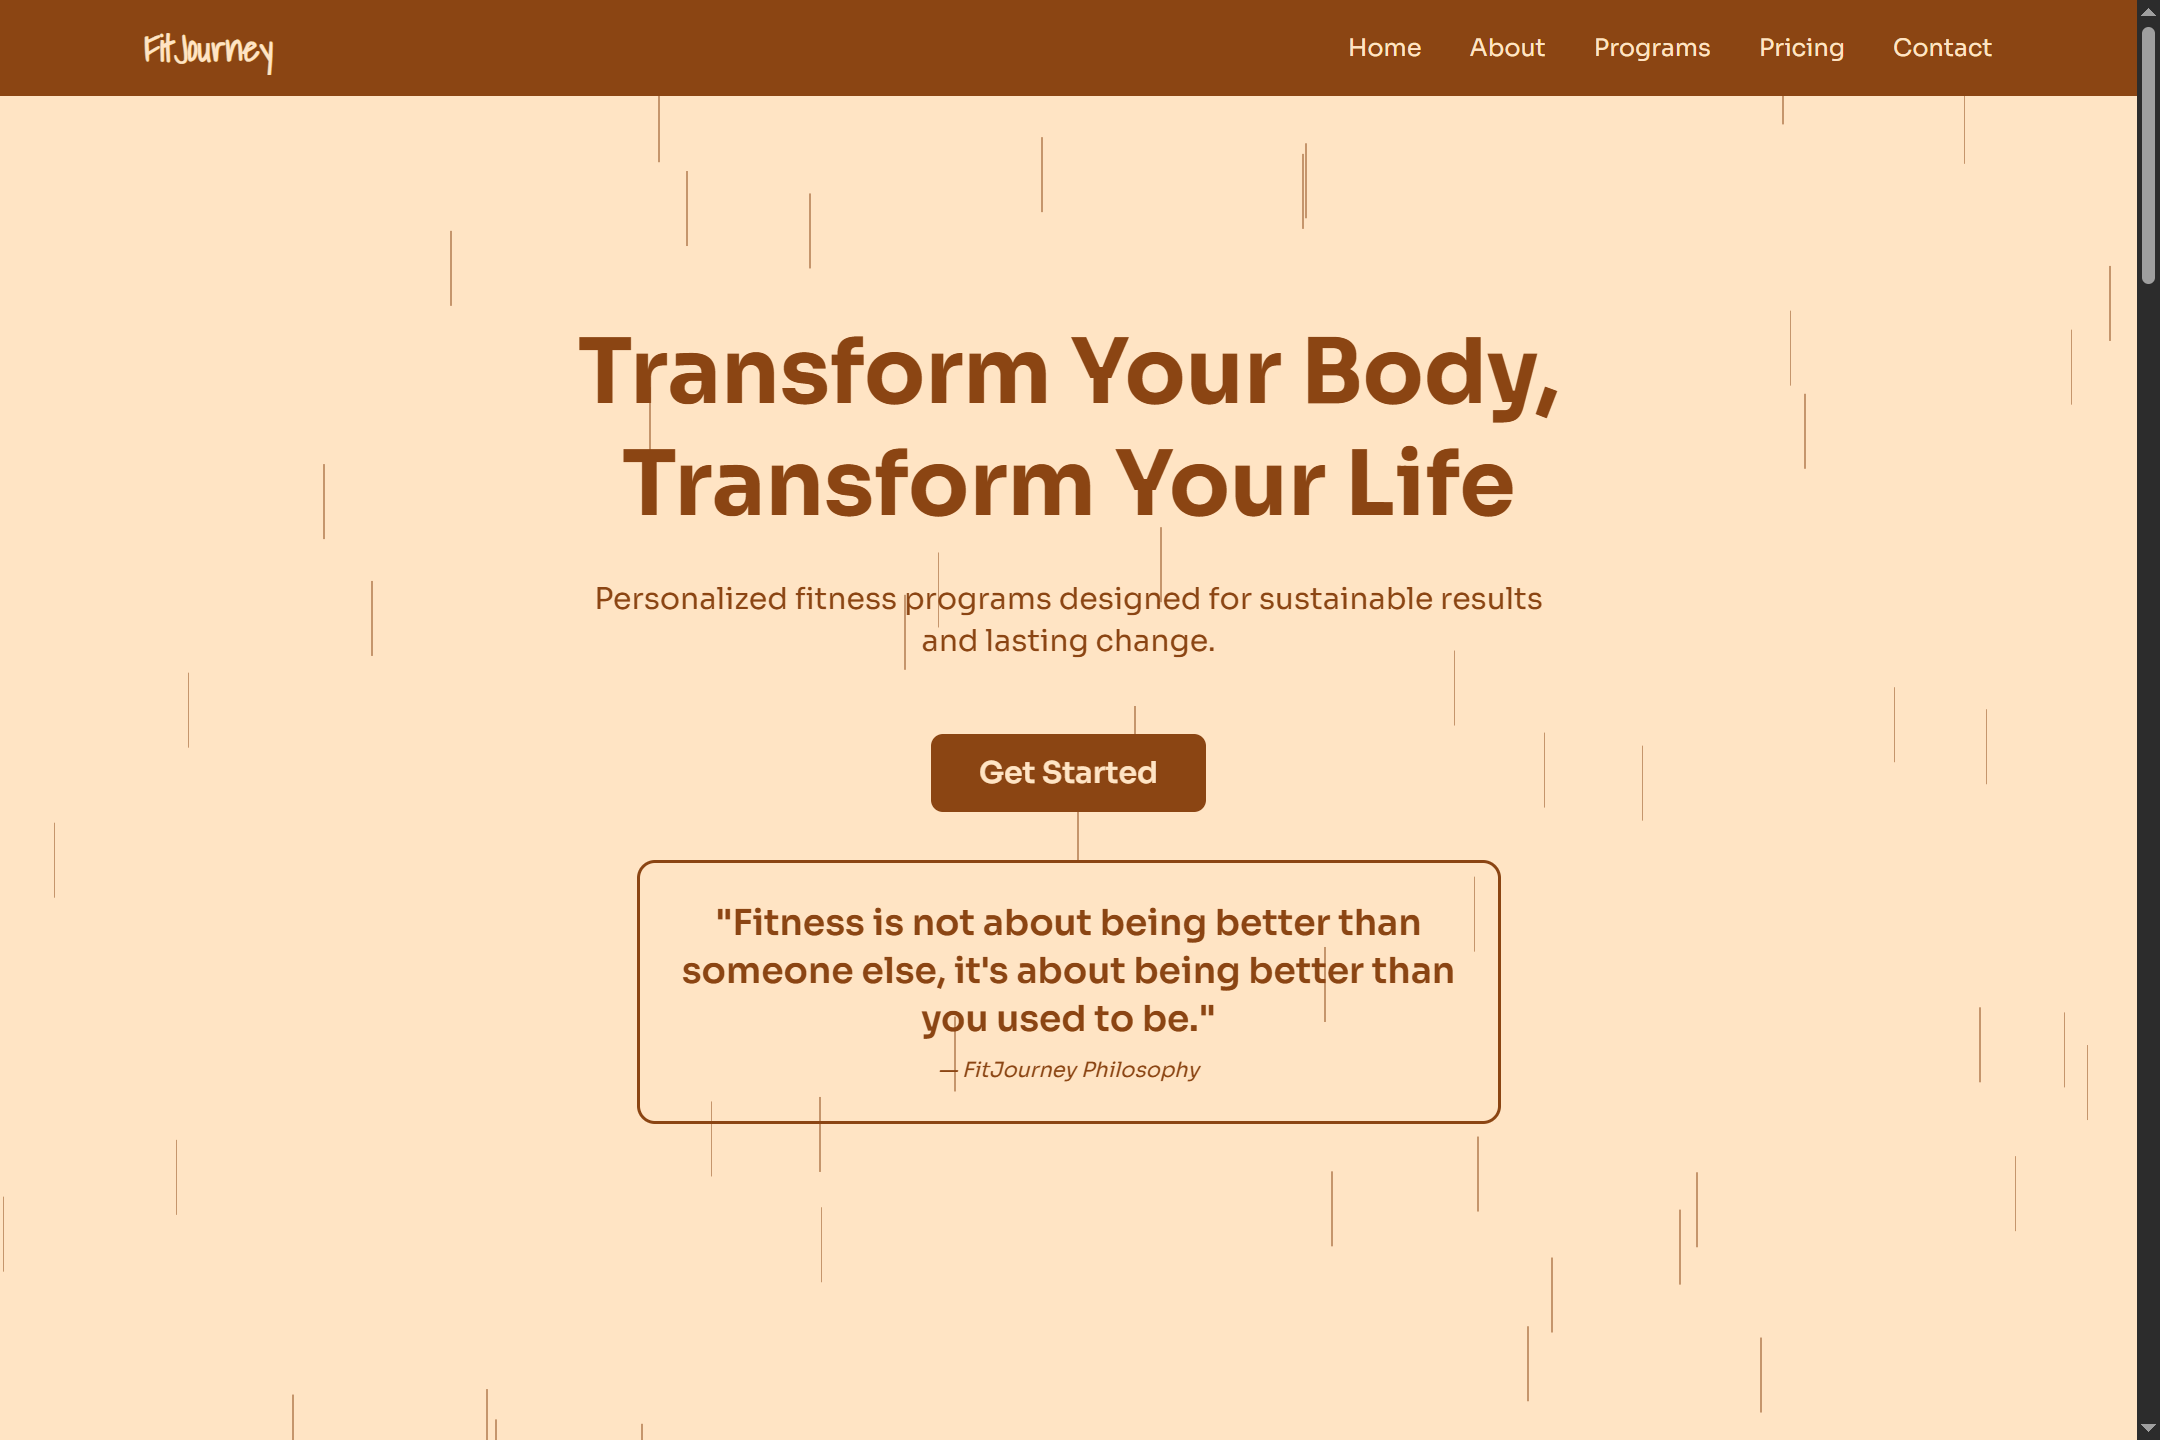 FitJourney
Home About Programs Pricing Contact
Transform Your Body,
Transform Your Life
Personalized fitness programs designed for sustainable results
and lasting change.
Get Started
"Fitness is not about being better than
someone else, it's about being better than
you used to be."
— FitJourney Philosophy